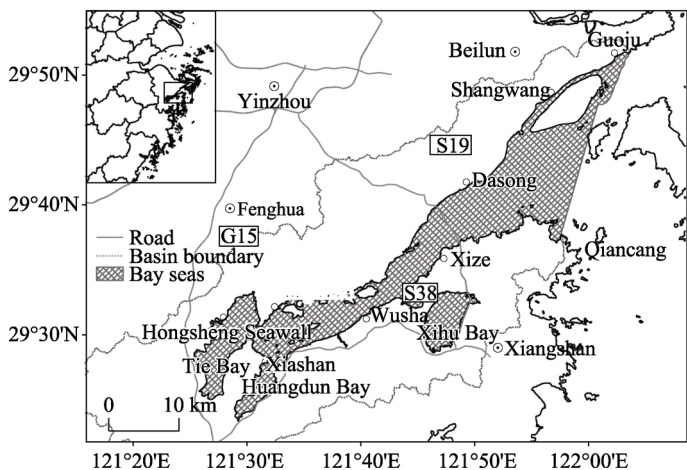 Guoju
Beilun
29°50′N
Shangwang
Yinzhou
S19
Dasong
29°40′N
Fenghua
G15
Road
Basin boundary
Bay seas
Qiancang
Xize
S38
Wusha
29°30′N
Hongsheng Seawall
Xihu Bay
Xiangshan
Tie Bay
Xiashan
Huangdun Bay
0 10 km
121°20′E 121°30′E 121°40′E 121°50′E 122°00′E